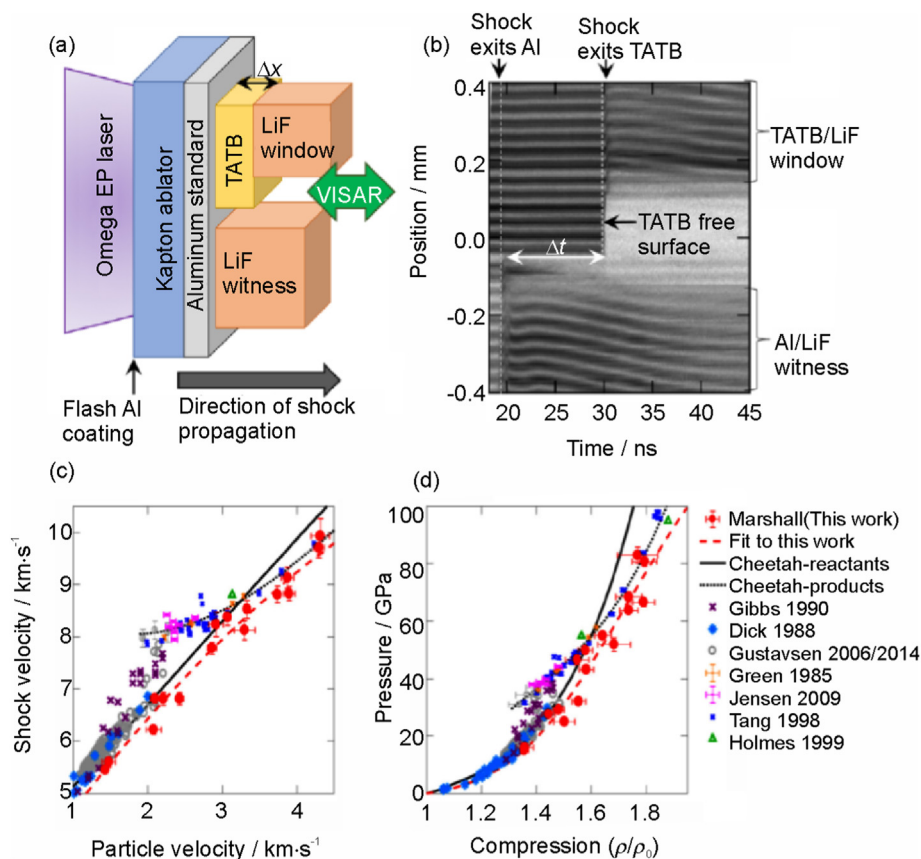 (a)
Omega EP laser
Kapton ablator
Aluminum standard
TATB
Δx
LiF
window
VISAR
LiF
witness
Flash Al
coating
Direction of shock
propagation
(b)
Shock
exits Al
Shock
exits TATB
Position / mm
0.4
0.2
0.0
-0.2
-0.4
Δt
TATB free
surface
TATB/LiF
window
Al/LiF
witness
20 25 30 35 40 45
Time / ns
(c)
Shock velocity / km·s⁻¹
10
9
8
7
6
5
1 2 3 4
Particle velocity / km·s⁻¹
(d)
Pressure / GPa
100
80
60
40
20
0
1 1.2 1.4 1.6 1.8
Compression (ρ/ρ₀)
Marshall(This work)
Fit to this work
Cheetah-reactants
Cheetah-products
Gibbs 1990
Dick 1988
Gustavsen 2006/2014
Green 1985
Jensen 2009
Tang 1998
Holmes 1999